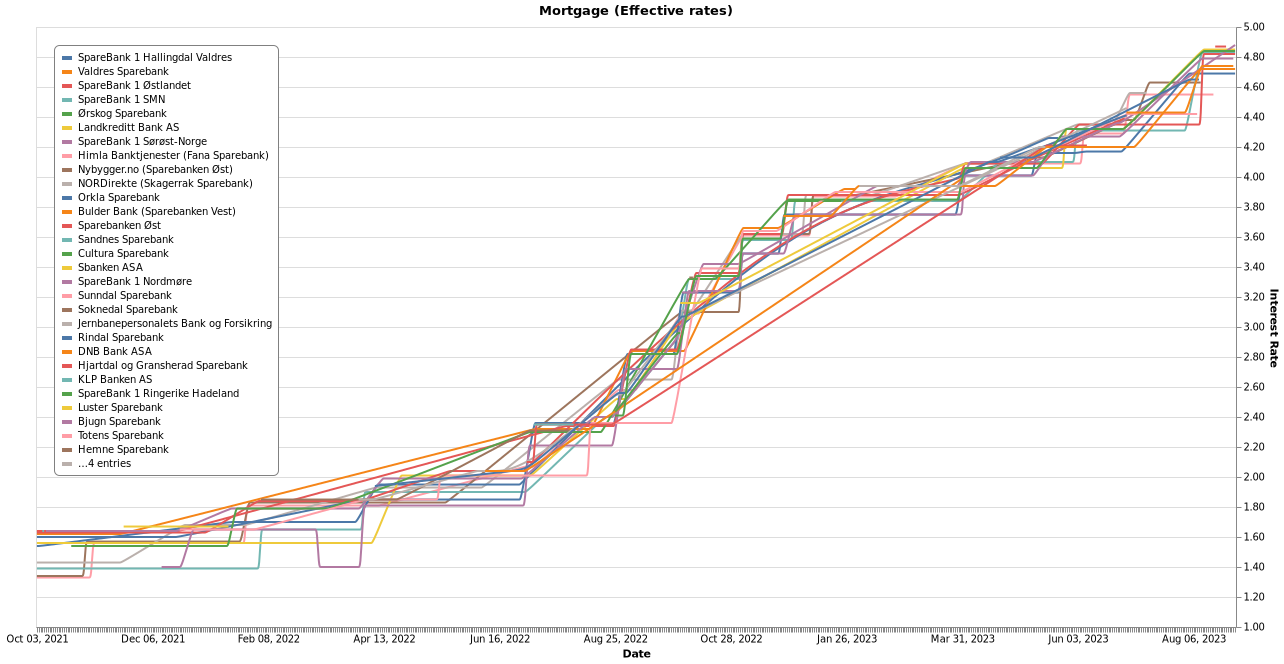 Mortgage (Effective rates)
SpareBank 1 Hallingdal Valdres
Valdres Sparebank
SpareBank 1 Østlandet
SpareBank 1 SMN
Ørskog Sparebank
Landkreditt Bank AS
SpareBank 1 Sørøst-Norge
Himla Banktjenester (Fana Sparebank)
Nybygger.no (Sparebanken Øst)
NORDirekte (Skagerrak Sparebank)
Orkla Sparebank
Bulder Bank (Sparebanken Vest)
Sparebanken Øst
Sandnes Sparebank
Cultura Sparebank
Sbanken ASA
SpareBank 1 Nordmøre
Sunndal Sparebank
Soknedal Sparebank
Jernbanepersonalets Bank og Forsikring
Rindal Sparebank
DNB Bank ASA
Hjartdal og Gransherad Sparebank
KLP Banken AS
SpareBank 1 Ringerike Hadeland
Luster Sparebank
Bjugn Sparebank
Totens Sparebank
Hemne Sparebank
...4 entries
5.00
4.80
4.60
4.40
4.20
4.00
3.80
3.60
3.40
3.20
3.00
2.80
2.60
2.40
2.20
2.00
1.80
1.60
1.40
1.20
1.00
Interest Rate
Oct 03, 2021 Dec 06, 2021 Feb 08, 2022 Apr 13, 2022 Jun 16, 2022 Aug 25, 2022 Oct 28, 2022 Jan 26, 2023 Mar 31, 2023 Jun 03, 2023 Aug 06, 2023
Date